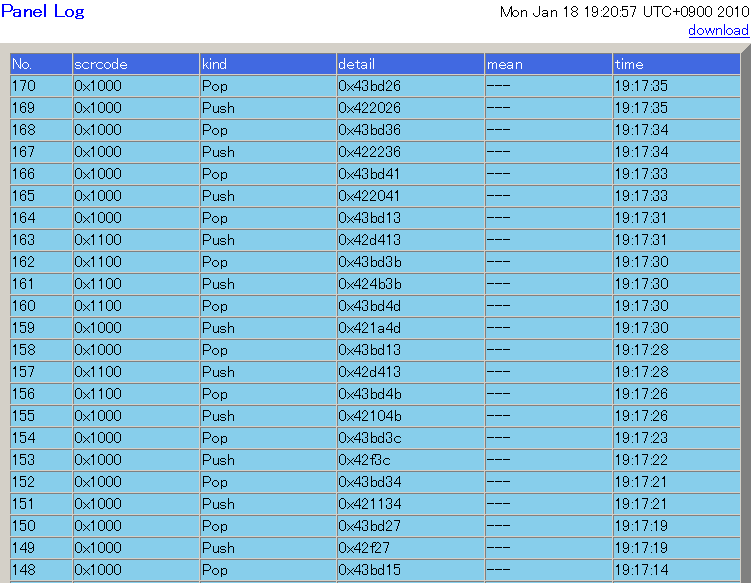 Panel Log
Mon Jan 18 19:20:57 UTC+0900 2010
download
No. scrcode kind detail mean time
170 0x1000 Pop 0x43bd26 --- 19:17:35
169 0x1000 Push 0x422026 --- 19:17:35
168 0x1000 Pop 0x43bd36 --- 19:17:34
167 0x1000 Push 0x422236 --- 19:17:34
166 0x1000 Pop 0x43bd41 --- 19:17:33
165 0x1000 Push 0x422041 --- 19:17:33
164 0x1000 Pop 0x43bd13 --- 19:17:31
163 0x1100 Push 0x42d413 --- 19:17:31
162 0x1100 Pop 0x43bd3b --- 19:17:30
161 0x1100 Push 0x424b3b --- 19:17:30
160 0x1100 Pop 0x43bd4d --- 19:17:30
159 0x1000 Push 0x421a4d --- 19:17:30
158 0x1000 Pop 0x43bd13 --- 19:17:28
157 0x1100 Push 0x42d413 --- 19:17:28
156 0x1100 Pop 0x43bd4b --- 19:17:26
155 0x1000 Push 0x42104b --- 19:17:26
154 0x1000 Pop 0x43bd3c --- 19:17:23
153 0x1000 Push 0x42f3c --- 19:17:22
152 0x1000 Pop 0x43bd34 --- 19:17:21
151 0x1000 Push 0x421134 --- 19:17:21
150 0x1000 Pop 0x43bd27 --- 19:17:19
149 0x1000 Push 0x42f27 --- 19:17:19
148 0x1000 Pop 0x43bd15 --- 19:17:14